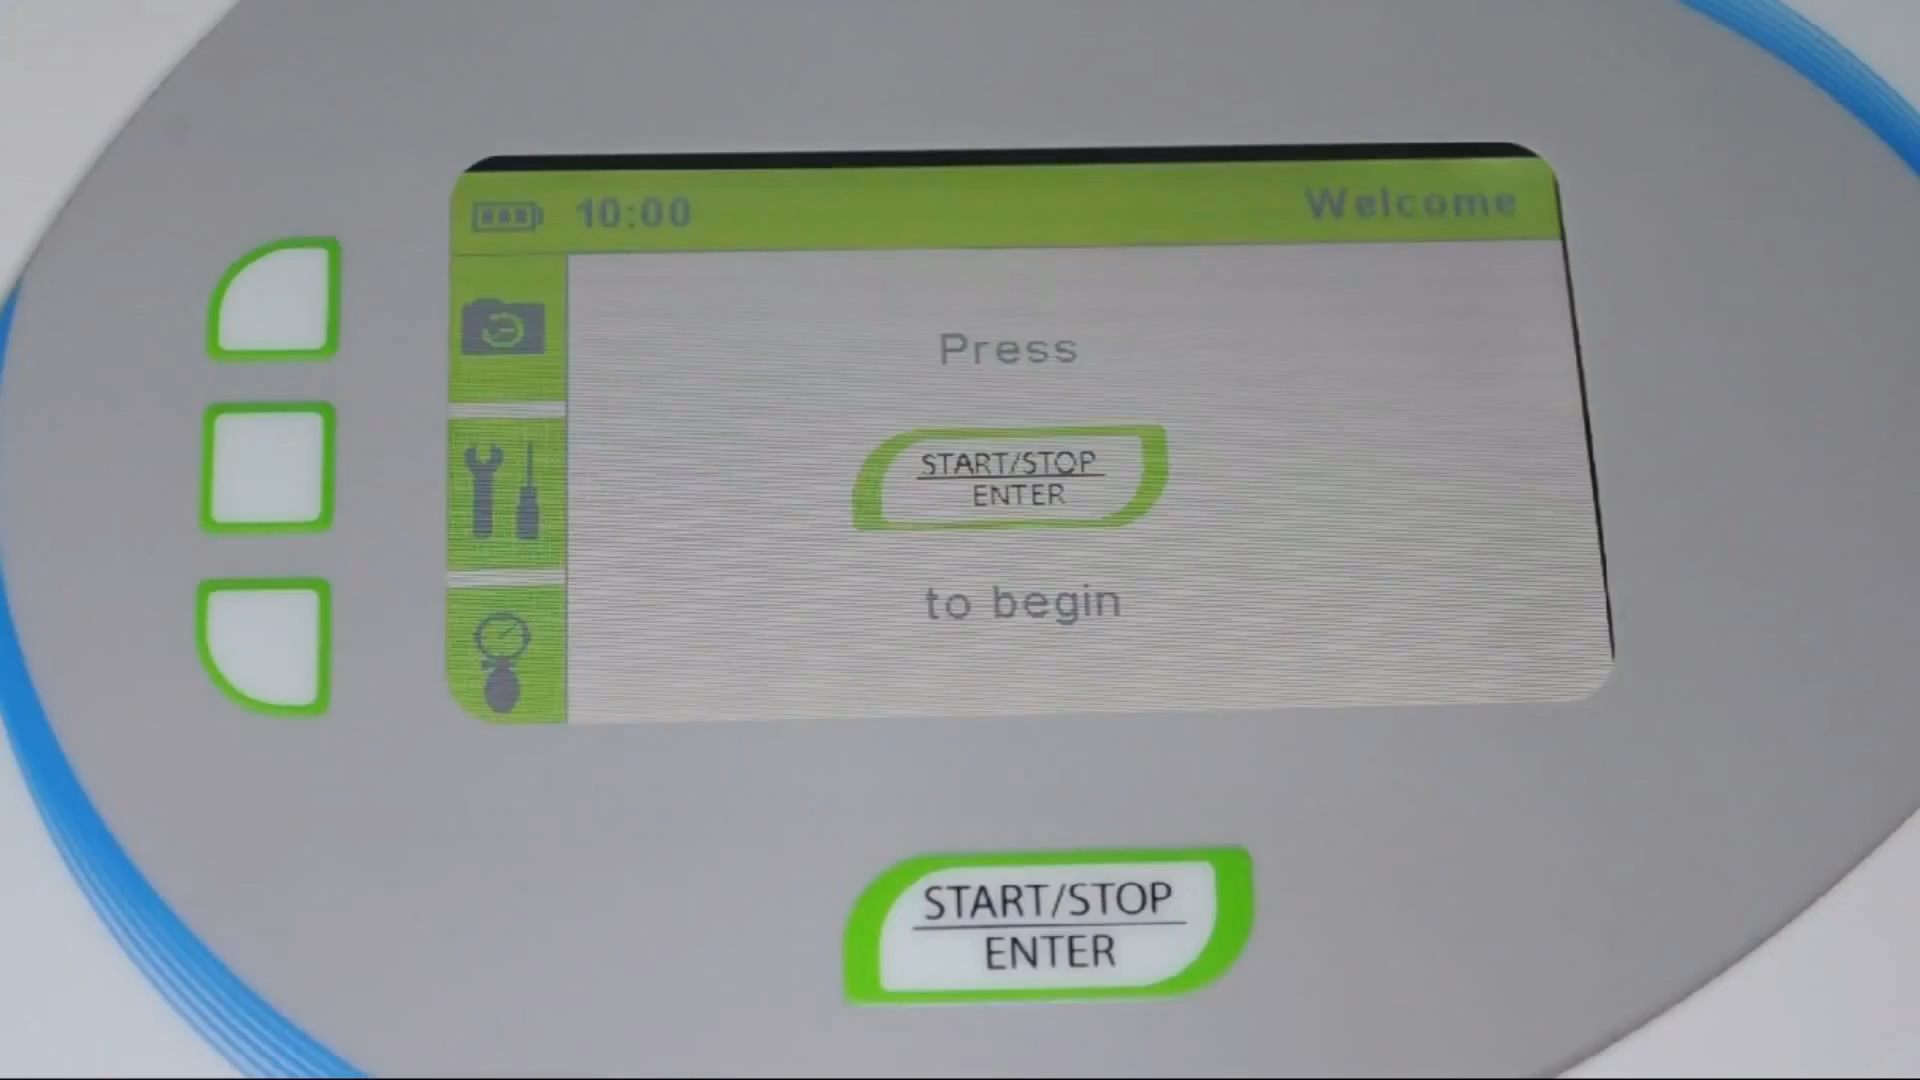 10:00 Welcome
Press
START/STOP
ENTER
to begin
START/STOP
ENTER